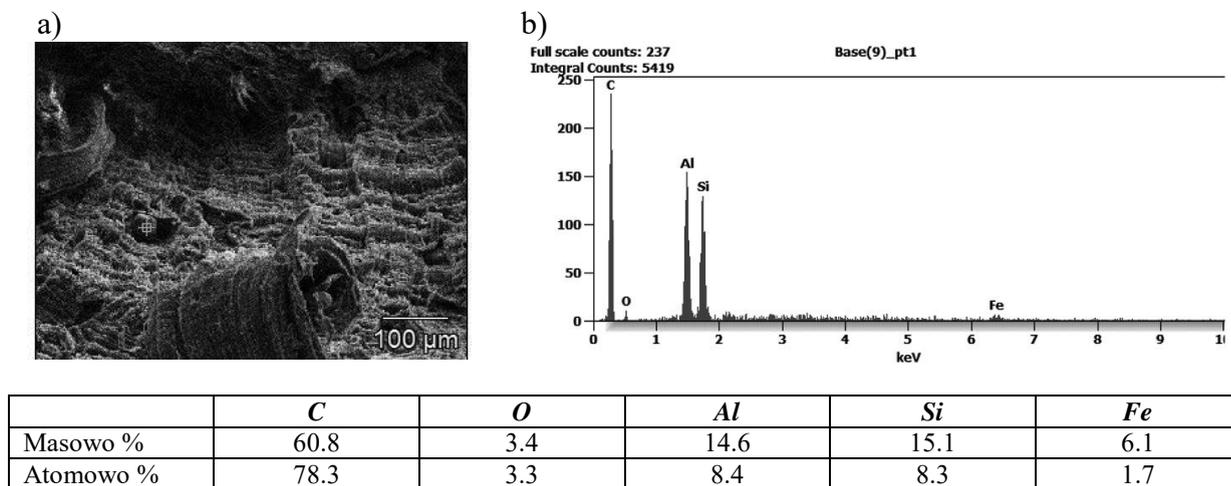 a)
b)
Full scale counts: 237
Base(9)_pt1
Integral Counts: 5419
250
200
150
100
50
0
C
O
Al
Si
Fe
0 1 2 3 4 5 6 7 8 9 1
keV
100 μm
C O Al Si Fe
Masowo % 60.8 3.4 14.6 15.1 6.1
Atomowo % 78.3 3.3 8.4 8.3 1.7